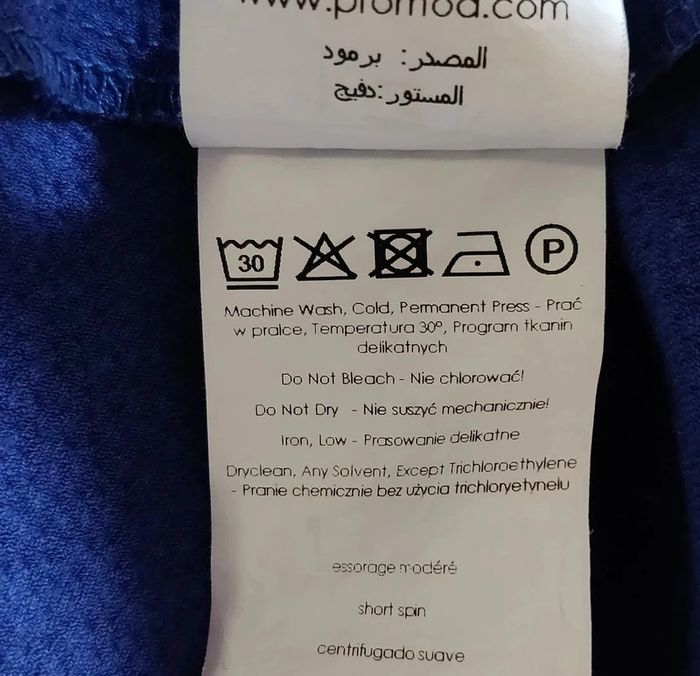 www.promod.com
المصدر: برمود
المستور:دفيج
30
P
Machine Wash, Cold, Permanent Press - Prać
w pralce, Temperatura 30°, Program tkanin
delikatnych
Do Not Bleach - Nie chlorować!
Do Not Dry - Nie suszyć mechanicznie!
Iron, Low - Prasowanie delikatne
Dryclean, Any Solvent, Except Trichloroethylene
- Pranie chemicznie bez użycia trichloryetynelu
essorage modéré
short spin
centrifugado suave